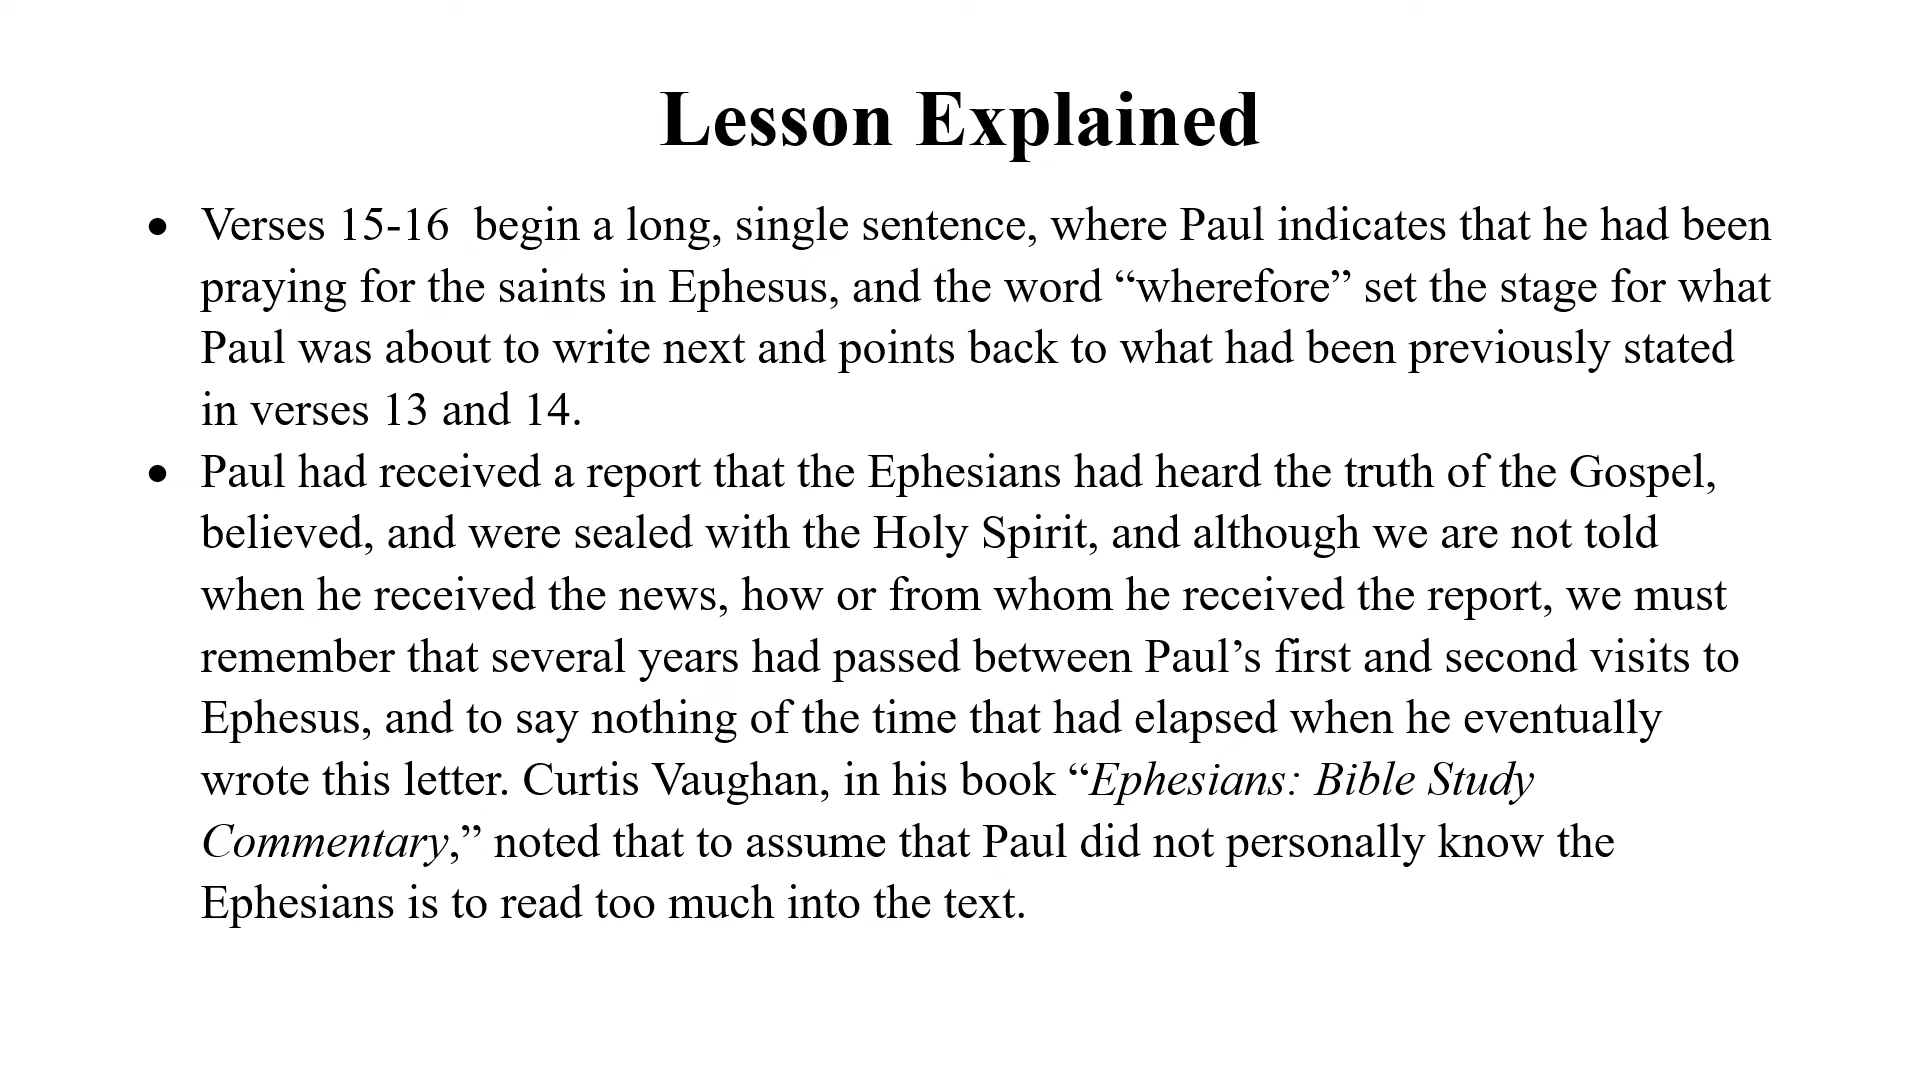 Lesson Explained
• Verses 15-16  begin a long, single sentence, where Paul indicates that he had been
praying for the saints in Ephesus, and the word “wherefore” set the stage for what
Paul was about to write next and points back to what had been previously stated
in verses 13 and 14.
• Paul had received a report that the Ephesians had heard the truth of the Gospel,
believed, and were sealed with the Holy Spirit, and although we are not told
when he received the news, how or from whom he received the report, we must
remember that several years had passed between Paul’s first and second visits to
Ephesus, and to say nothing of the time that had elapsed when he eventually
wrote this letter. Curtis Vaughan, in his book “Ephesians: Bible Study
Commentary,” noted that to assume that Paul did not personally know the
Ephesians is to read too much into the text.